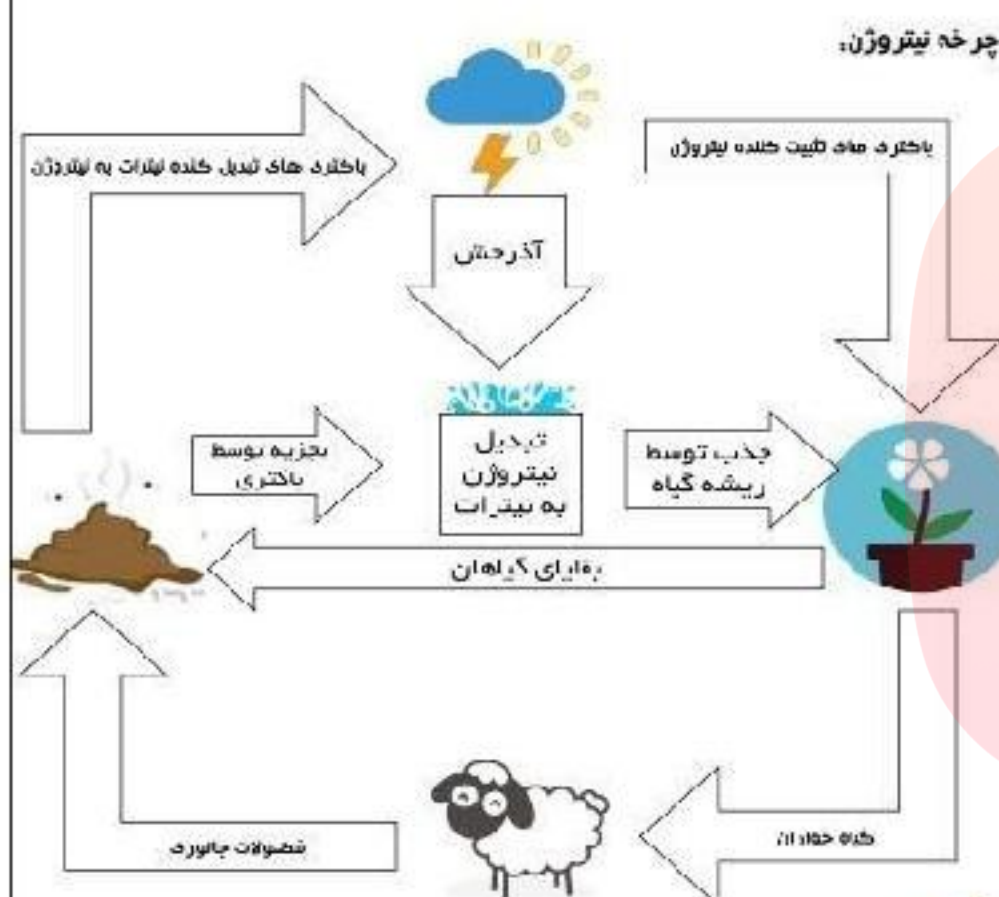 چرخه نیتروژن:
باکتری های تبدیل کننده نیترات به نیتروژن
باکتری های تثبیت کننده نیتروژن
آذرخش
تجزیه توسط
باکتری
تبدیل
نیتروژن
به نیترات
جذب توسط
ریشه گیاه
بقایای گیاهان
فضولات جانوری
گیاه خواران